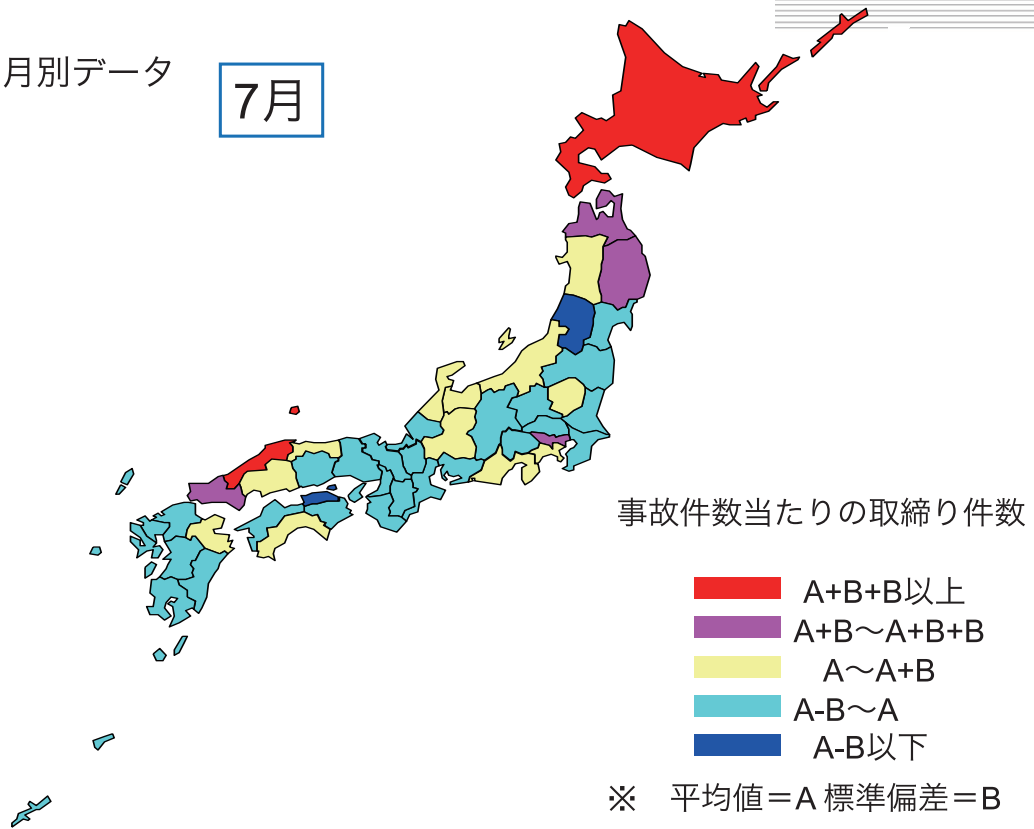 月別データ
7月
事故件数当たりの取締り件数
A+B+B以上
A+B～A+B+B
A～A+B
A-B～A
A-B以下
※ 平均値＝A 標準偏差＝B